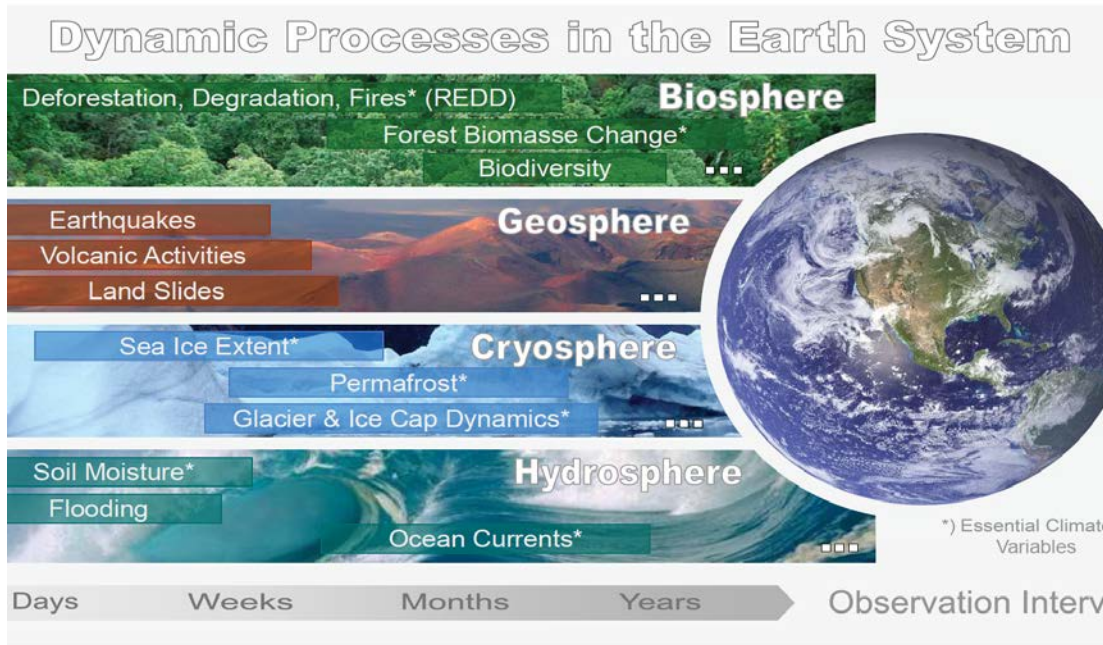 Dynamic Processes in the Earth System
Deforestation, Degradation, Fires* (REDD)
Biosphere
Forest Biomasse Change*
Biodiversity
Earthquakes
Geosphere
Volcanic Activities
Land Slides
Sea Ice Extent*
Cryosphere
Permafrost*
Glacier & Ice Cap Dynamics*
Soil Moisture*
Hydrosphere
Flooding
Ocean Currents*
*) Essential Climate
Variables
Days Weeks Months Years
Observation Interv